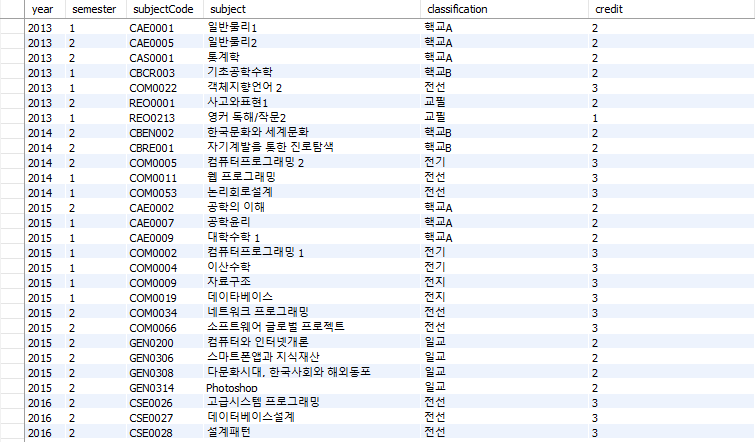 year semester subjectCode subject classification credit
2013 1 CAE0001 일반물리1 핵교A 2
2013 2 CAE0005 일반물리2 핵교A 2
2013 2 CAS0001 통계학 핵교A 2
2013 1 CBCR003 기초공학수학 핵교B 2
2013 1 COM0022 객체지향언어 2 전선 3
2013 2 REO0001 사고와표현1 교필 2
2013 1 REO0213 영커 독해/작문2 교필 1
2014 2 CBEN002 한국문화와 세계문화 핵교B 2
2014 2 CBRE001 자기계발을 통한 진로탐색 핵교B 2
2014 2 COM0005 컴퓨터프로그래밍 2 전기 3
2014 1 COM0011 웹 프로그래밍 전선 3
2014 1 COM0053 논리회로설계 전선 3
2015 2 CAE0002 공학의 이해 핵교A 2
2015 1 CAE0007 공학윤리 핵교A 2
2015 1 CAE0009 대학수학 1 핵교A 2
2015 1 COM0002 컴퓨터프로그래밍 1 전기 3
2015 1 COM0004 이산수학 전기 3
2015 1 COM0009 자료구조 전지 3
2015 1 COM0019 데이타베이스 전지 3
2015 2 COM0034 네트워크 프로그래밍 전선 3
2015 2 COM0066 소프트웨어 글로벌 프로젝트 전선 3
2015 2 GEN0200 컴퓨터와 인터넷개론 일교 2
2015 2 GEN0306 스마트폰앱과 지식재산 일교 2
2015 2 GEN0308 다문화시대, 한국사회와 해외동포 일교 2
2015 2 GEN0314 Photoshop 일교 2
2016 2 CSE0026 고급시스템 프로그래밍 전선 3
2016 2 CSE0027 데이터베이스설계 전선 3
2016 2 CSE0028 설계패턴 전선 3